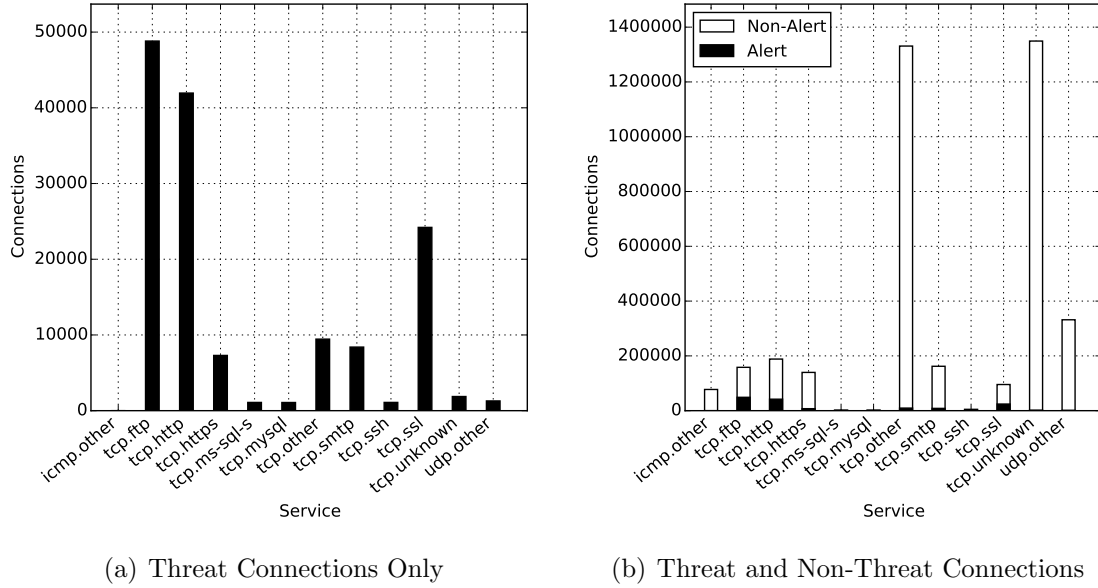 50000
40000
30000
20000
10000
0
Connections
icmp.other
tcp.ftp
tcp.http
tcp.https
tcp.ms-sql-s
tcp.mysql
tcp.other
tcp.smtp
tcp.ssh
tcp.ssl
tcp.unknown
udp.other
Service
(a) Threat Connections Only
1400000
1200000
1000000
800000
600000
400000
200000
0
Connections
Non-Alert
Alert
icmp.other
tcp.ftp
tcp.http
tcp.https
tcp.ms-sql-s
tcp.mysql
tcp.other
tcp.smtp
tcp.ssh
tcp.ssl
tcp.unknown
udp.other
Service
(b) Threat and Non-Threat Connections